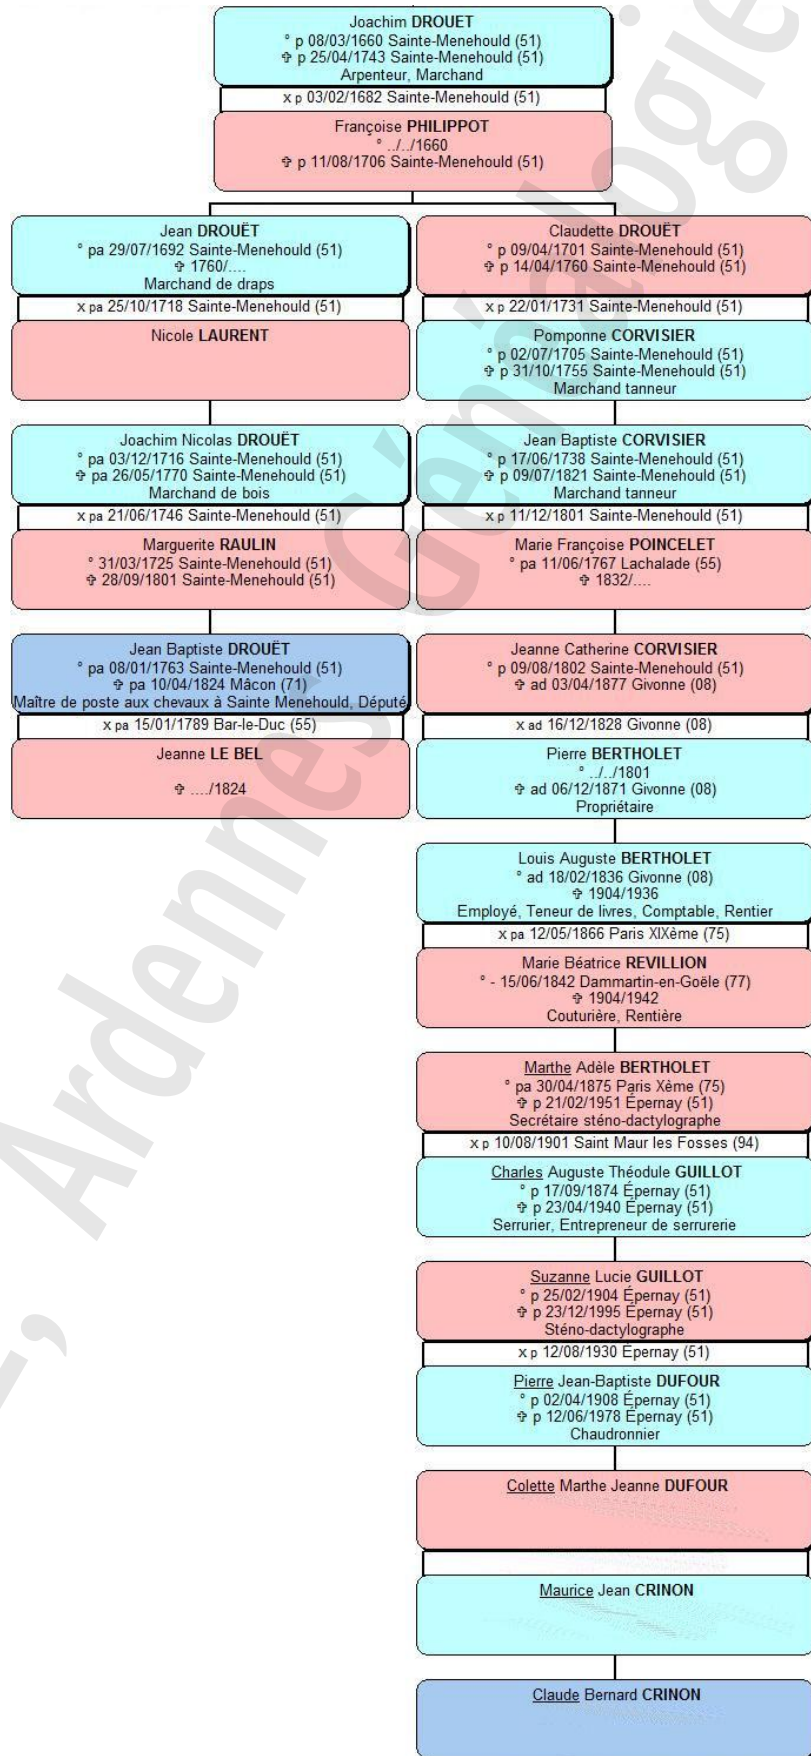 Joachim DROUET
° p 08/03/1660 Sainte-Menehould (51)
✞ p 25/04/1743 Sainte-Menehould (51)
Arpenteur, Marchand
x p 03/02/1682 Sainte-Menehould (51)
Françoise PHILIPPOT
° ../../1660
✞ p 11/08/1706 Sainte-Menehould (51)
Jean DROUËT
° pa 29/07/1692 Sainte-Menehould (51)
✞ 1760/....
Marchand de draps
x pa 25/10/1718 Sainte-Menehould (51)
Nicole LAURENT
Joachim Nicolas DROUËT
° pa 03/12/1716 Sainte-Menehould (51)
✞ pa 26/05/1770 Sainte-Menehould (51)
Marchand de bois
x pa 21/06/1746 Sainte-Menehould (51)
Marguerite RAULIN
° 31/03/1725 Sainte-Menehould (51)
✞ 28/09/1801 Sainte-Menehould (51)
Jean Baptiste DROUËT
° pa 08/01/1763 Sainte-Menehould (51)
✞ pa 10/04/1824 Mâcon (71)
Maître de poste aux chevaux à Sainte Menehould, Député
x pa 15/01/1789 Bar-le-Duc (55)
Jeanne LE BEL
✞ ..../1824
Claudette DROUËT
° p 09/04/1701 Sainte-Menehould (51)
✞ p 14/04/1760 Sainte-Menehould (51)
x p 22/01/1731 Sainte-Menehould (51)
Pomponne CORVISIER
° p 02/07/1705 Sainte-Menehould (51)
✞ p 31/10/1755 Sainte-Menehould (51)
Marchand tanneur
Jean Baptiste CORVISIER
° p 17/06/1738 Sainte-Menehould (51)
✞ p 09/07/1821 Sainte-Menehould (51)
Marchand tanneur
x p 11/12/1801 Sainte-Menehould (51)
Marie Françoise POINCELET
° pa 11/06/1767 Lachalade (55)
✞ 1832/....
Jeanne Catherine CORVISIER
° p 09/08/1802 Sainte-Menehould (51)
✞ ad 03/04/1877 Givonne (08)
x ad 16/12/1828 Givonne (08)
Pierre BERTHOLET
° ../../1801
✞ ad 06/12/1871 Givonne (08)
Propriétaire
Louis Auguste BERTHOLET
° ad 18/02/1836 Givonne (08)
✞ 1904/1936
Employé, Teneur de livres, Comptable, Rentier
x pa 12/05/1866 Paris XIXème (75)
Marie Béatrice REVILLION
° - 15/06/1842 Dammartin-en-Goële (77)
✞ 1904/1942
Couturière, Rentière
Marthe Adèle BERTHOLET
° pa 30/04/1875 Paris Xème (75)
✞ p 21/02/1951 Épernay (51)
Secrétaire sténo-dactylographe
x p 10/08/1901 Saint Maur les Fosses (94)
Charles Auguste Théodule GUILLOT
° p 17/09/1874 Épernay (51)
✞ p 23/04/1940 Épernay (51)
Serrurier, Entrepreneur de serrurerie
Suzanne Lucie GUILLOT
° p 25/02/1904 Épernay (51)
✞ p 23/12/1995 Épernay (51)
Sténo-dactylographe
x p 12/08/1930 Épernay (51)
Pierre Jean-Baptiste DUFOUR
° p 02/04/1908 Épernay (51)
✞ p 12/06/1978 Épernay (51)
Chaudronnier
Colette Marthe Jeanne DUFOUR
Maurice Jean CRINON
Claude Bernard CRINON
, Ardennes Généalogie